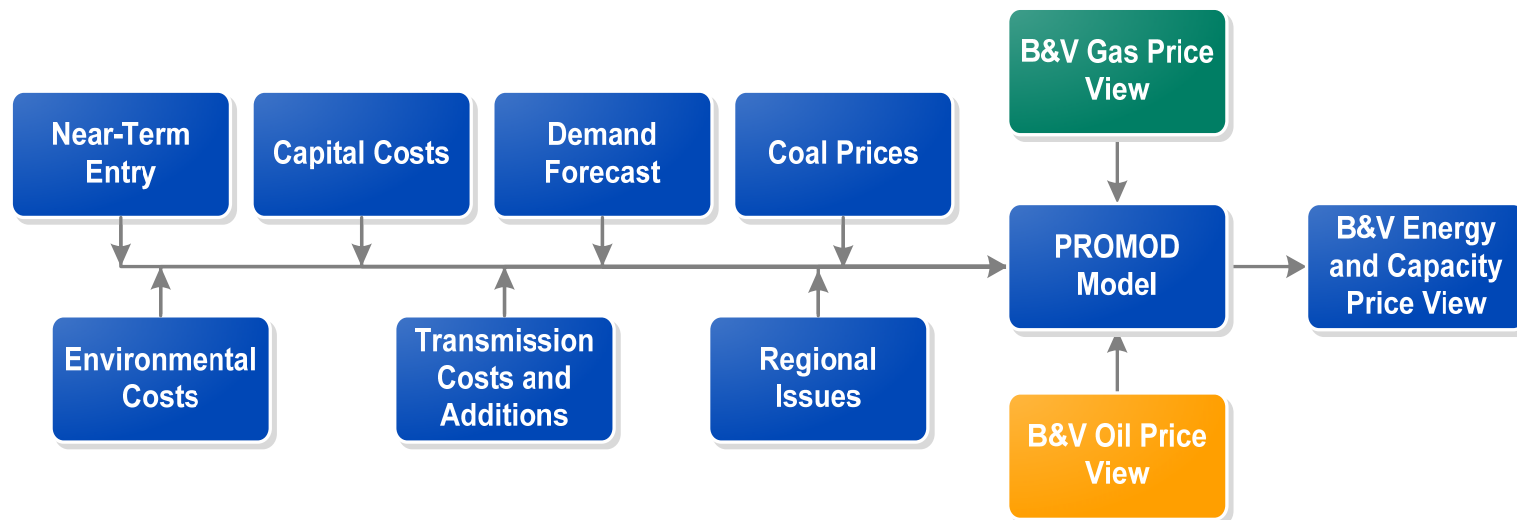 B&V Gas Price
View
Near-Term
Entry
Capital Costs
Demand
Forecast
Coal Prices
PROMOD
Model
B&V Energy
and Capacity
Price View
Environmental
Costs
Transmission
Costs and
Additions
Regional
Issues
B&V Oil Price
View